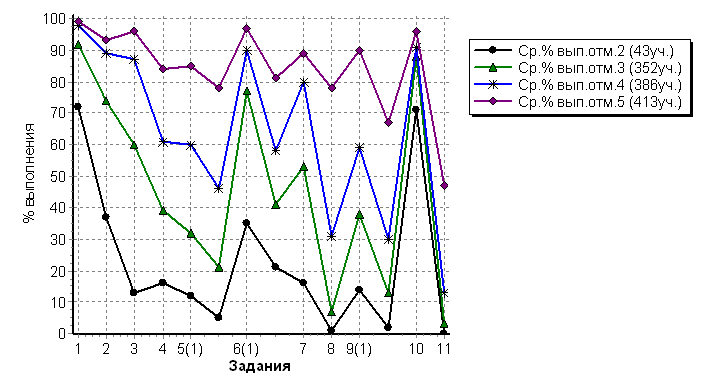 100
90
80
70
60
50
40
30
20
10
0
% выполнения
1 2 3 4 5(1) 6(1) 7 8 9(1) 10 11
Задания
Ср.% вып.отм.2 (43уч.)
Ср.% вып.отм.3 (352уч.)
Ср.% вып.отм.4 (386уч.)
Ср.% вып.отм.5 (413уч.)